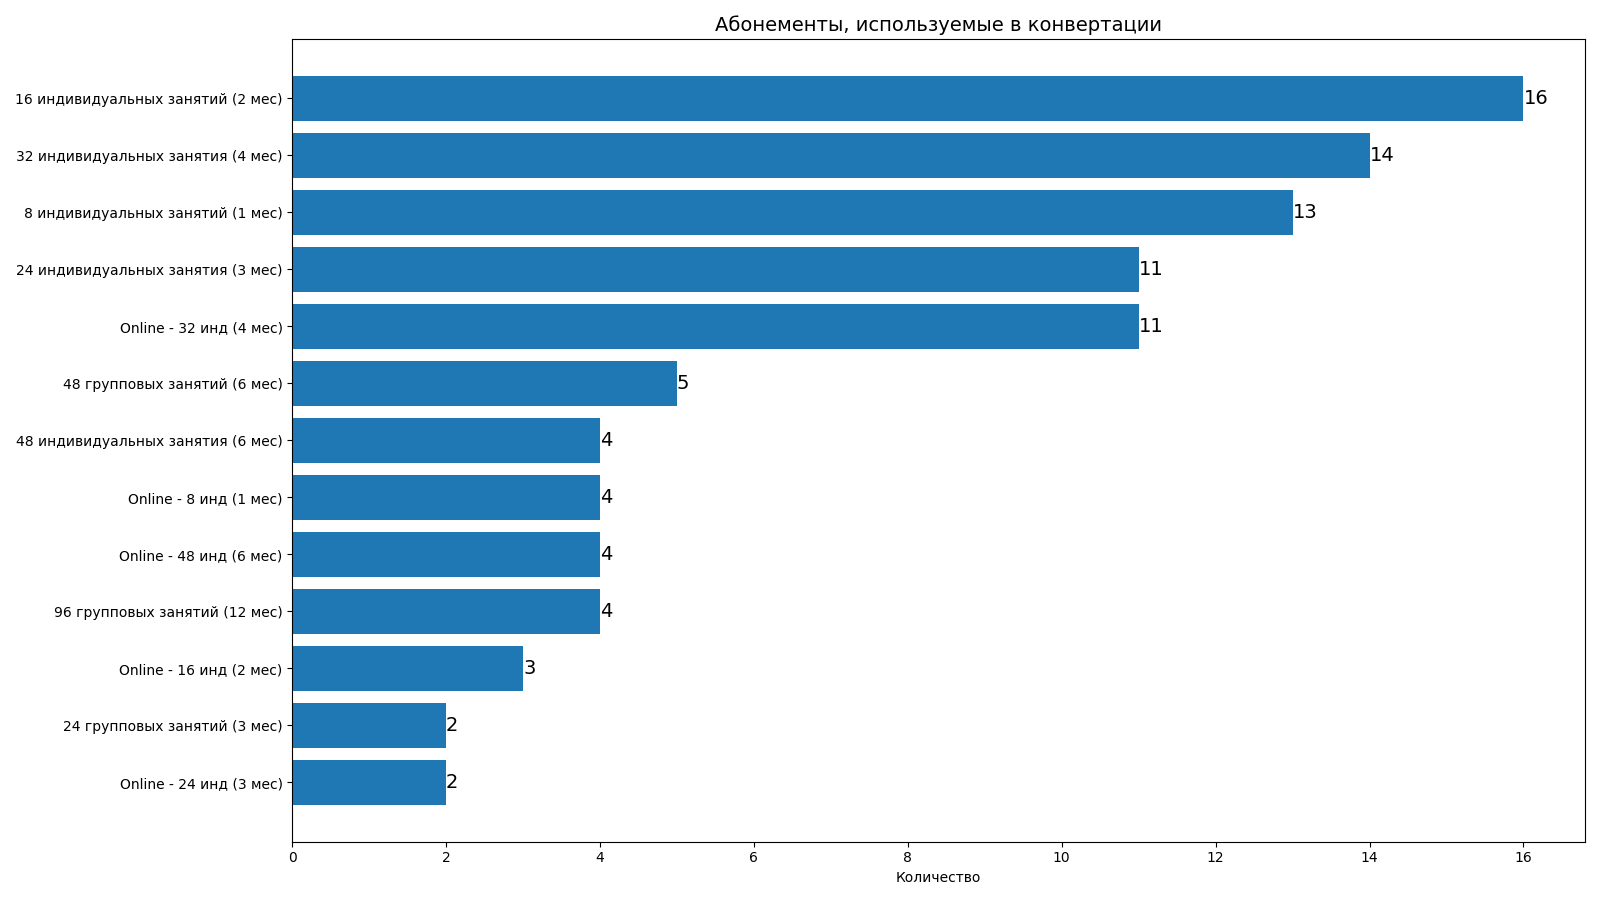 Абонементы, используемые в конвертации
16 индивидуальных занятий (2 мес)
16
32 индивидуальных занятия (4 мес)
14
8 индивидуальных занятий (1 мес)
13
24 индивидуальных занятия (3 мес)
11
Online - 32 инд (4 мес)
11
48 групповых занятий (6 мес)
5
48 индивидуальных занятия (6 мес)
4
Online - 8 инд (1 мес)
4
Online - 48 инд (6 мес)
4
96 групповых занятий (12 мес)
4
Online - 16 инд (2 мес)
3
24 групповых занятий (3 мес)
2
Online - 24 инд (3 мес)
2
0 2 4 6 8 10 12 14 16
Количество